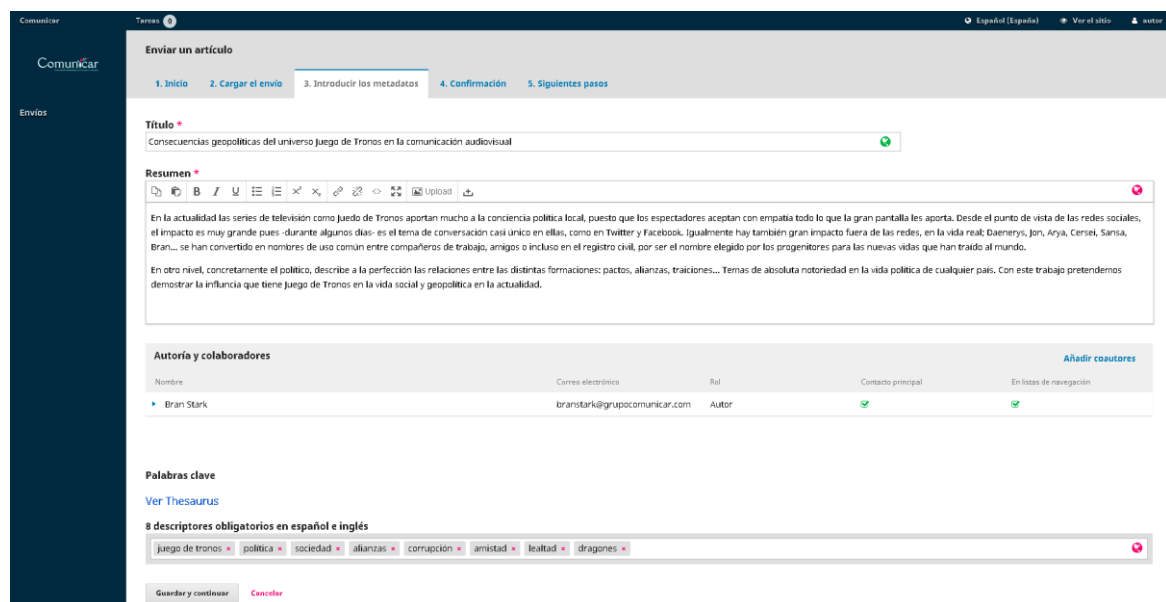 Comunicar
Tareas 0
Español (España)
Ver el sitio
autor
Comunicar
Envíos
Enviar un artículo
1. Inicio
2. Cargar el envío
3. Introducir los metadatos
4. Confirmación
5. Siguientes pasos
Título *
Consecuencias geopolíticas del universo Juego de Tronos en la comunicación audiovisual
Resumen *
B I U x² x₂ Upload
En la actualidad las series de televisión como Juedo de Tronos aportan mucho a la conciencia política local, puesto que los espectadores aceptan con empatía todo lo que la gran pantalla les aporta. Desde el punto de vista de las redes sociales,
el impacto es muy grande pues -durante algunos días- es el tema de conversación casi único en ellas, como en Twitter y Facebook. Igualmente hay también gran impacto fuera de las redes, en la vida real; Daenerys, Jon, Arya, Cersei, Sansa,
Bran... se han convertido en nombres de uso común entre compañeros de trabajo, amigos o incluso en el registro civil, por ser el nombre elegido por los progenitores para las nuevas vidas que han traído al mundo.
En otro nivel, concretamente el político, describe a la perfección las relaciones entre las distintas formaciones: pactos, alianzas, traiciones... Temas de absoluta notoriedad en la vida política de cualquier país. Con este trabajo pretendemos
demostrar la influncia que tiene Juego de Tronos en la vida social y geopolítica en la actualidad.
Autoría y colaboradores
Añadir coautores
Nombre
Correo electrónico
Rol
Contacto principal
En listas de navegación
Bran Stark
branstark@grupocomunicar.com
Autor
Palabras clave
Ver Thesaurus
8 descriptores obligatorios en español e inglés
juego de tronos × política × sociedad × alianzas × corrupción × amistad × lealtad × dragones ×
Guardar y continuar
Cancelar